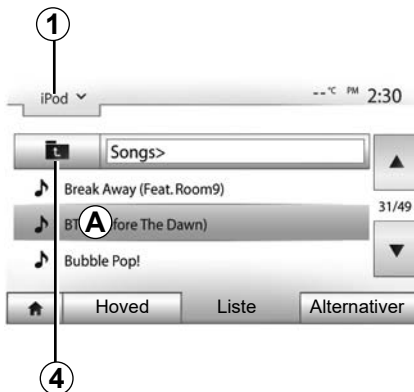 1
iPod --°C PM 2:30
Songs>
Break Away (Feat. Room9)
31/49
BT A fore The Dawn)
Bubble Pop!
Hoved Liste Alternativer
4